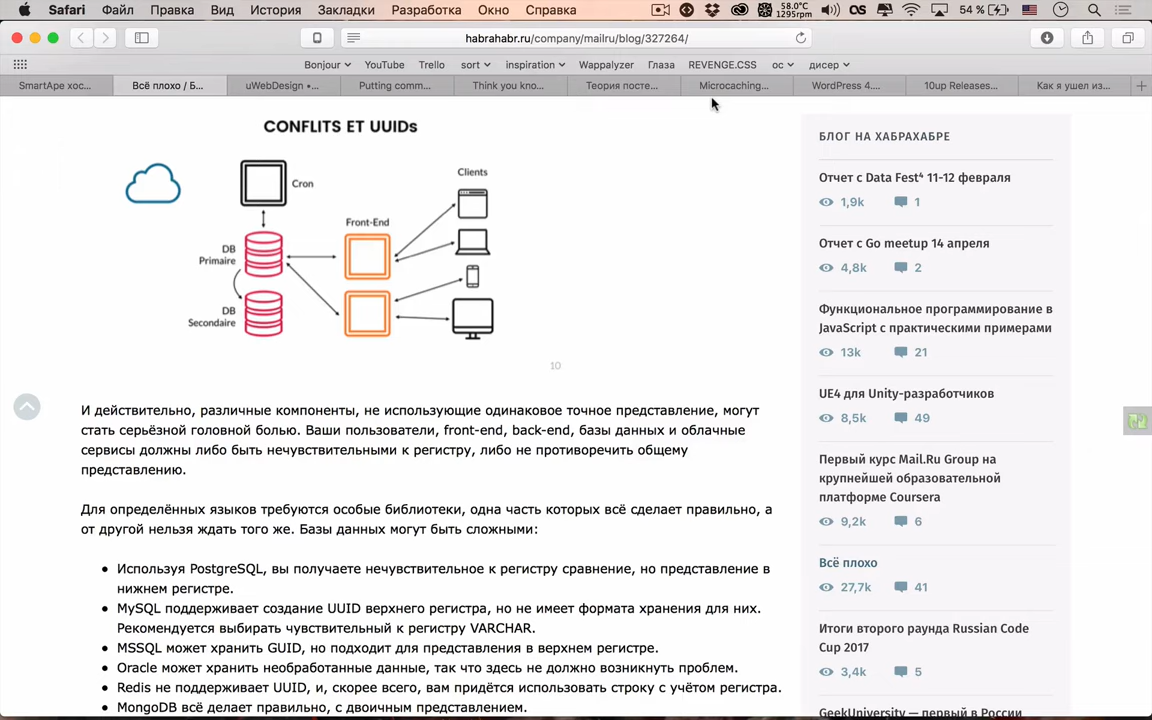 Safari Файл Правка Вид История Закладки Разработка Окно Справка 58.0°C 1295rpm 54 %
habrahabr.ru/company/mailru/blog/327264/
Bonjour YouTube Trello sort inspiration Wappalyzer Глаза REVENGE.CSS ос дисер
SmartApe хос... Всё плохо / Б... uWebDesign •... Putting comm... Think you kno... Теория посте... Microcaching... WordPress 4.... 10up Releases... Как я ушел из...
CONFLITS ET UUIDs
Cron
Clients
Front-End
DB
Primaire
DB
Secondaire
10
И действительно, различные компоненты, не использующие одинаковое точное представление, могут
стать серьёзной головной болью. Ваши пользователи, front-end, back-end, базы данных и облачные
сервисы должны либо быть нечувствительными к регистру, либо не противоречить общему
представлению.
Для определённых языков требуются особые библиотеки, одна часть которых всё сделает правильно, а
от другой нельзя ждать того же. Базы данных могут быть сложными:
• Используя PostgreSQL, вы получаете нечувствительное к регистру сравнение, но представление в
нижнем регистре.
• MySQL поддерживает создание UUID верхнего регистра, но не имеет формата хранения для них.
Рекомендуется выбирать чувствительный к регистру VARCHAR.
• MSSQL может хранить GUID, но подходит для представления в верхнем регистре.
• Oracle может хранить необработанные данные, так что здесь не должно возникнуть проблем.
• Redis не поддерживает UUID, и, скорее всего, вам придётся использовать строку с учётом регистра.
• MongoDB всё делает правильно, с двоичным представлением.
БЛОГ НА ХАБРАХАБРЕ
Отчет с Data Fest⁴ 11-12 февраля
1,9k 1
Отчет с Go meetup 14 апреля
4,8k 2
Функциональное программирование в
JavaScript с практическими примерами
13k 21
UE4 для Unity-разработчиков
8,5k 49
Первый курс Mail.Ru Group на
крупнейшей образовательной
платформе Coursera
9,2k 6
Всё плохо
27,7k 41
Итоги второго раунда Russian Code
Cup 2017
3,4k 5
GeekUniversity — первый в России